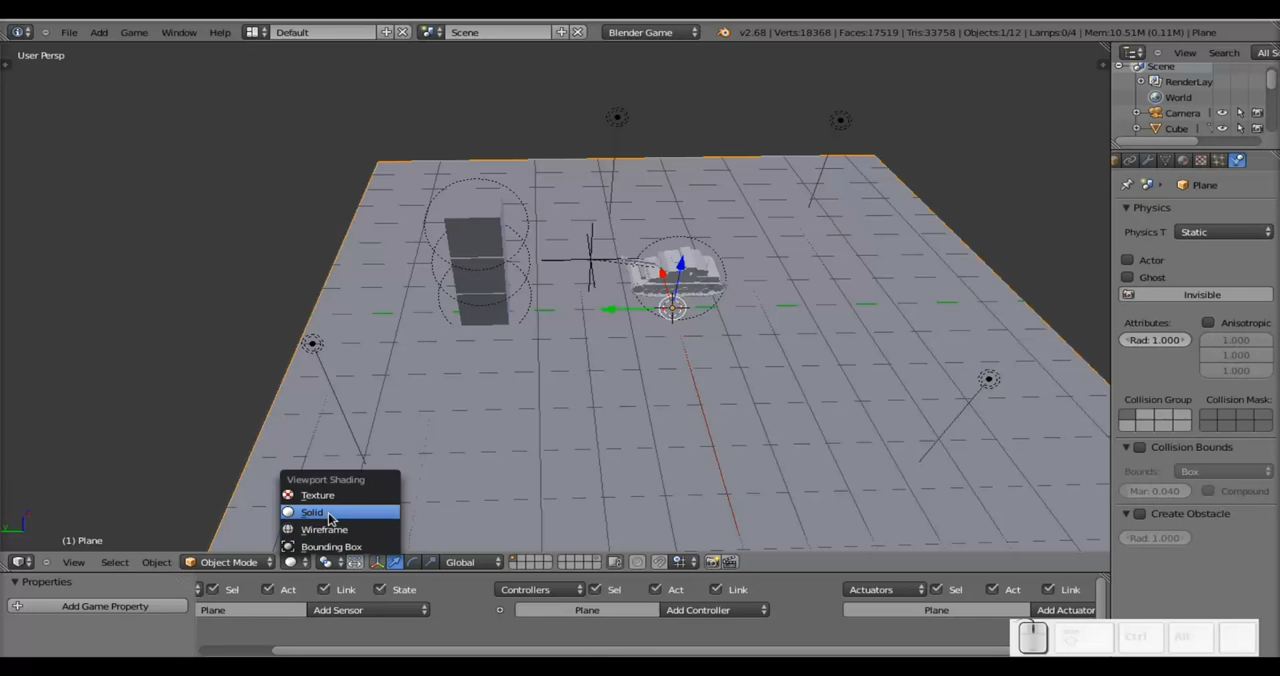 File Add Game Window Help Default Scene Blender Game v2.68 | Verts:18368 | Faces:17519 | Tris:33758 | Objects:1/12 | Lamps:0/4 | Mem:10.51M (0.11M) | Plane
View Search All S
User Persp
Scene
RenderLay
World
Camera
Cube
Plane
Physics
Physics T Static
Actor
Ghost
Invisible
Attributes: Anisotropic
Rad: 1.000 1.000
1.000
1.000
Collision Group Collision Mask:
Collision Bounds
Bounds: Box
Mar: 0.040 Compound
Create Obstacle
Rad: 1.000
Viewport Shading
Texture
Solid
Wireframe
Bounding Box
(1) Plane
View Select Object Object Mode Global
Properties
Add Game Property
Sel Act Link State Controllers Sel Act Link Actuators Sel Act Link
Plane Add Sensor Plane Add Controller Plane Add Actuator
Ctrl Alt